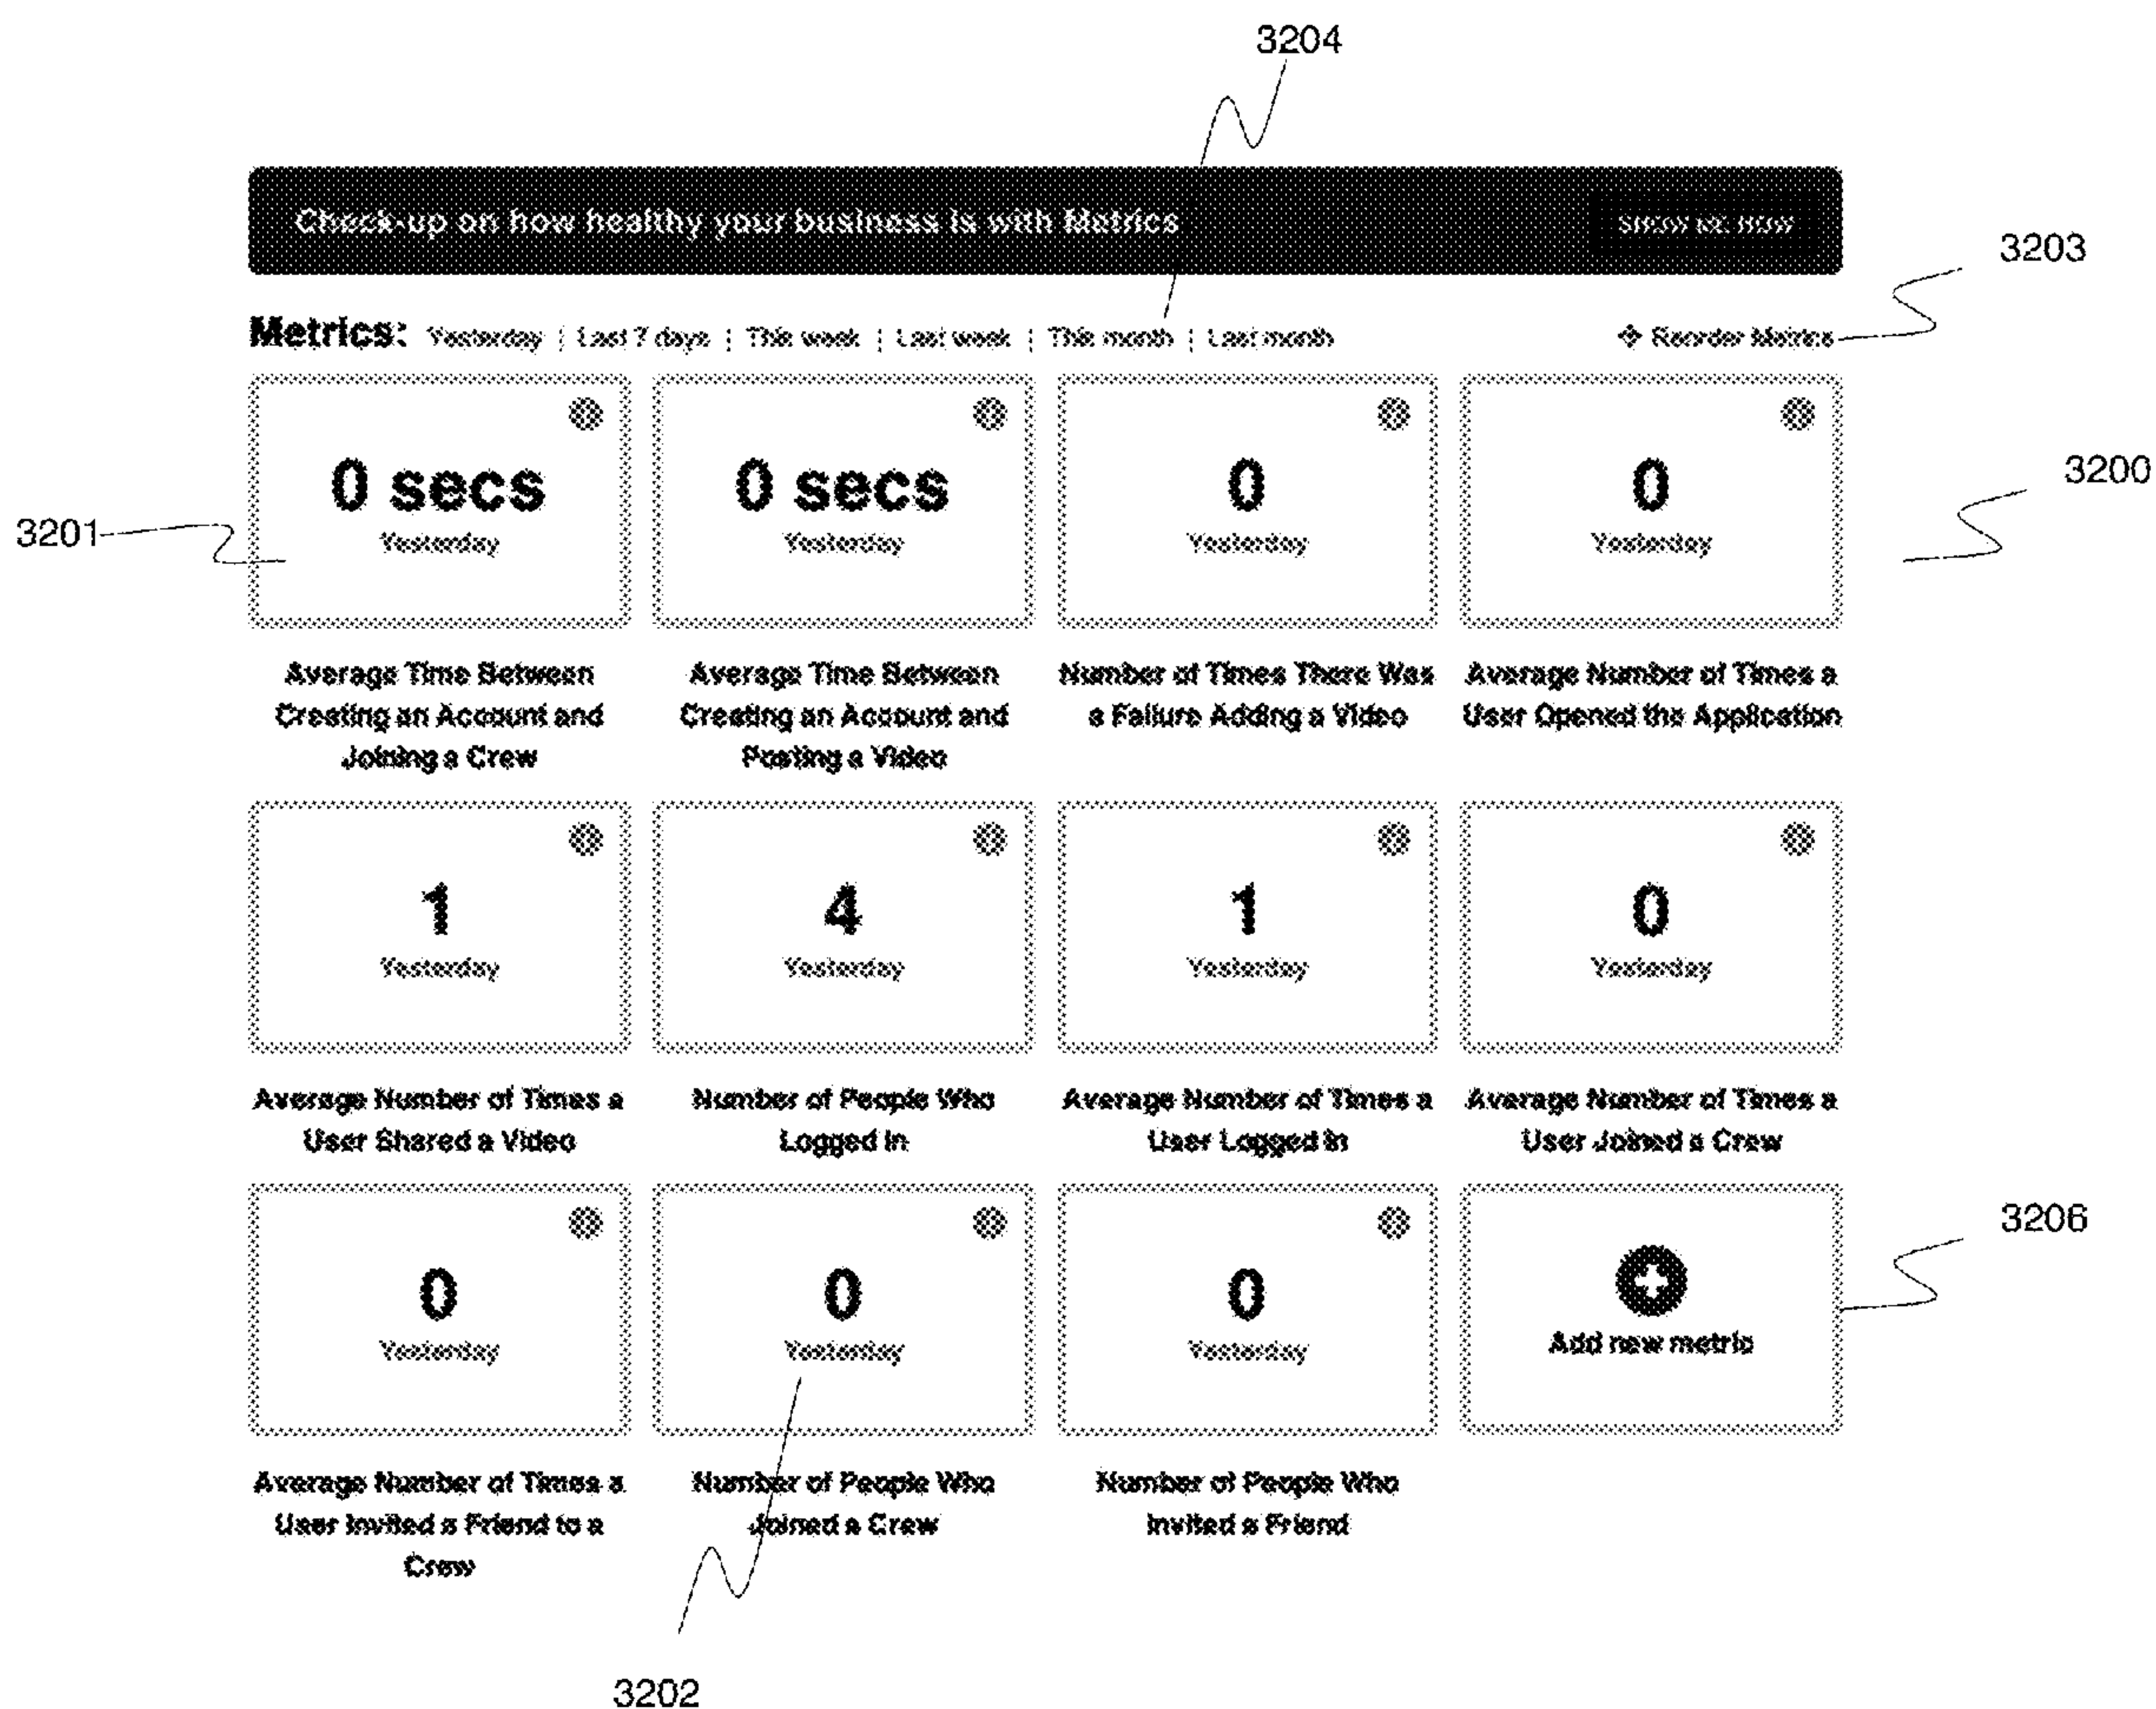 3204
Check-up on how healthy your business is with Metrics SHOW ME HOW
3203
Metrics: Yesterday | Last 7 days | This week | Last week | This month | Last month Reorder Metrics
3200
0 secs 0 secs 0 0
3201
Yesterday Yesterday Yesterday Yesterday
Average Time Between Average Time Between Number of Times There Was Average Number of Times a
Creating an Account and Creating an Account and a Failure Adding a Video User Opened the Application
Joining a Crew Posting a Video
1 4 1 0
Yesterday Yesterday Yesterday Yesterday
Average Number of Times a Number of People Who Average Number of Times a Average Number of Times a
User Shared a Video Logged In User Logged In User Joined a Crew
3206
0 0 0
Yesterday Yesterday Yesterday Add new metric
Average Number of Times a Number of People Who Number of People Who
User Invited a Friend to a Joined a Crew Invited a Friend
Crew
3202